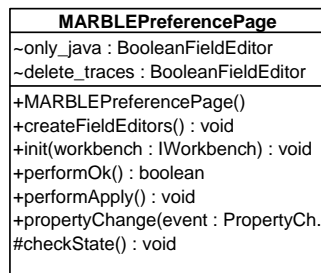 MARBLEPreferencePage
~only_java : BooleanFieldEditor
~delete_traces : BooleanFieldEditor
+MARBLEPreferencePage()
+createFieldEditors() : void
+init(workbench : IWorkbench) : void
+performOk() : boolean
+performApply() : void
+propertyChange(event : PropertyCh.
#checkState() : void